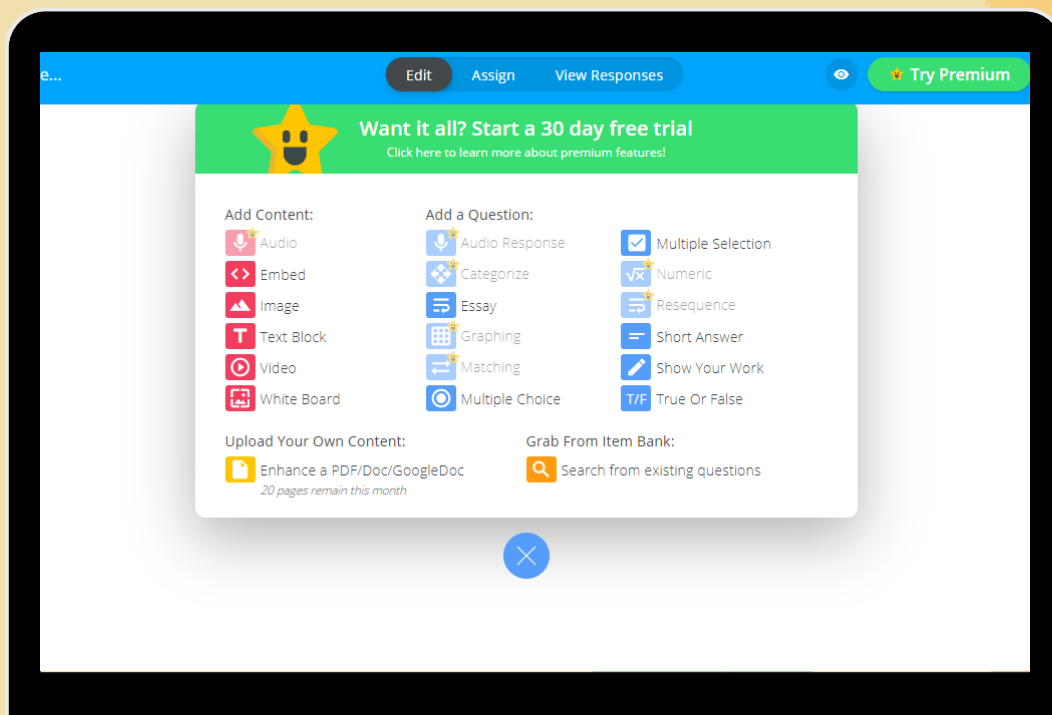 e...
Edit
Assign
View Responses
Try Premium
Want it all? Start a 30 day free trial
Click here to learn more about premium features!
Add Content:
Audio
Embed
Image
Text Block
Video
White Board
Add a Question:
Audio Response
Categorize
Essay
Graphing
Matching
Multiple Choice
Multiple Selection
√x Numeric
Resequence
Short Answer
Show Your Work
T/F True Or False
Upload Your Own Content:
Enhance a PDF/Doc/GoogleDoc
20 pages remain this month
Grab From Item Bank:
Search from existing questions